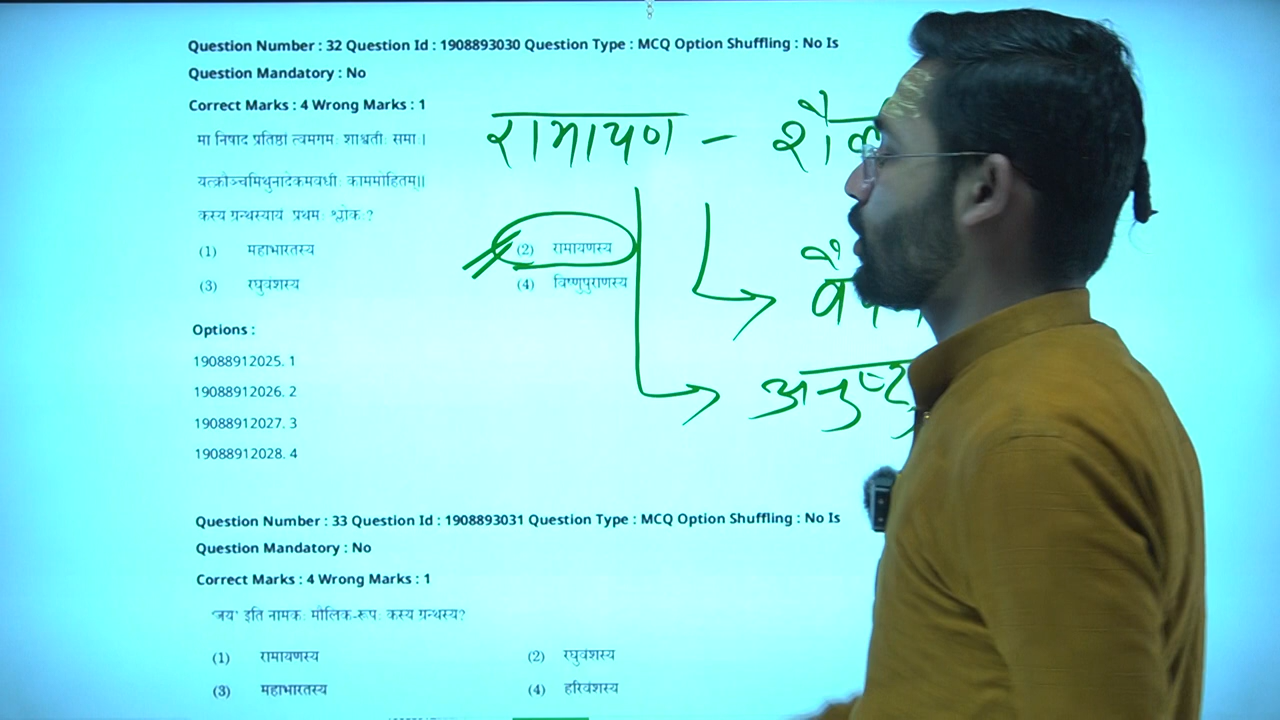 Question Number : 32 Question Id : 1908893030 Question Type : MCQ Option Shuffling : No Is
Question Mandatory : No
Correct Marks : 4 Wrong Marks : 1
मा निषाद प्रतिष्ठां त्वमगमः शाश्वतीः समा ।
यत्क्रौञ्चमिथुनादेकमवधीः काममोहितम्॥
कस्य ग्रन्थस्यायं प्रथमः श्लोकः ?
(1) महाभारतस्य (2) रामायणस्य
(3) रघुवंशस्य (4) विष्णुपुराणस्य
रामायण -
Options :
19088912025. 1
19088912026. 2
19088912027. 3
19088912028. 4
Question Number : 33 Question Id : 1908893031 Question Type : MCQ Option Shuffling : No Is
Question Mandatory : No
Correct Marks : 4 Wrong Marks : 1
'जय' इति नामकः मौलिक-रूपः कस्य ग्रन्थस्य?
(1) रामायणस्य (2) रघुवंशस्य
(3) महाभारतस्य (4) हरिवंशस्य